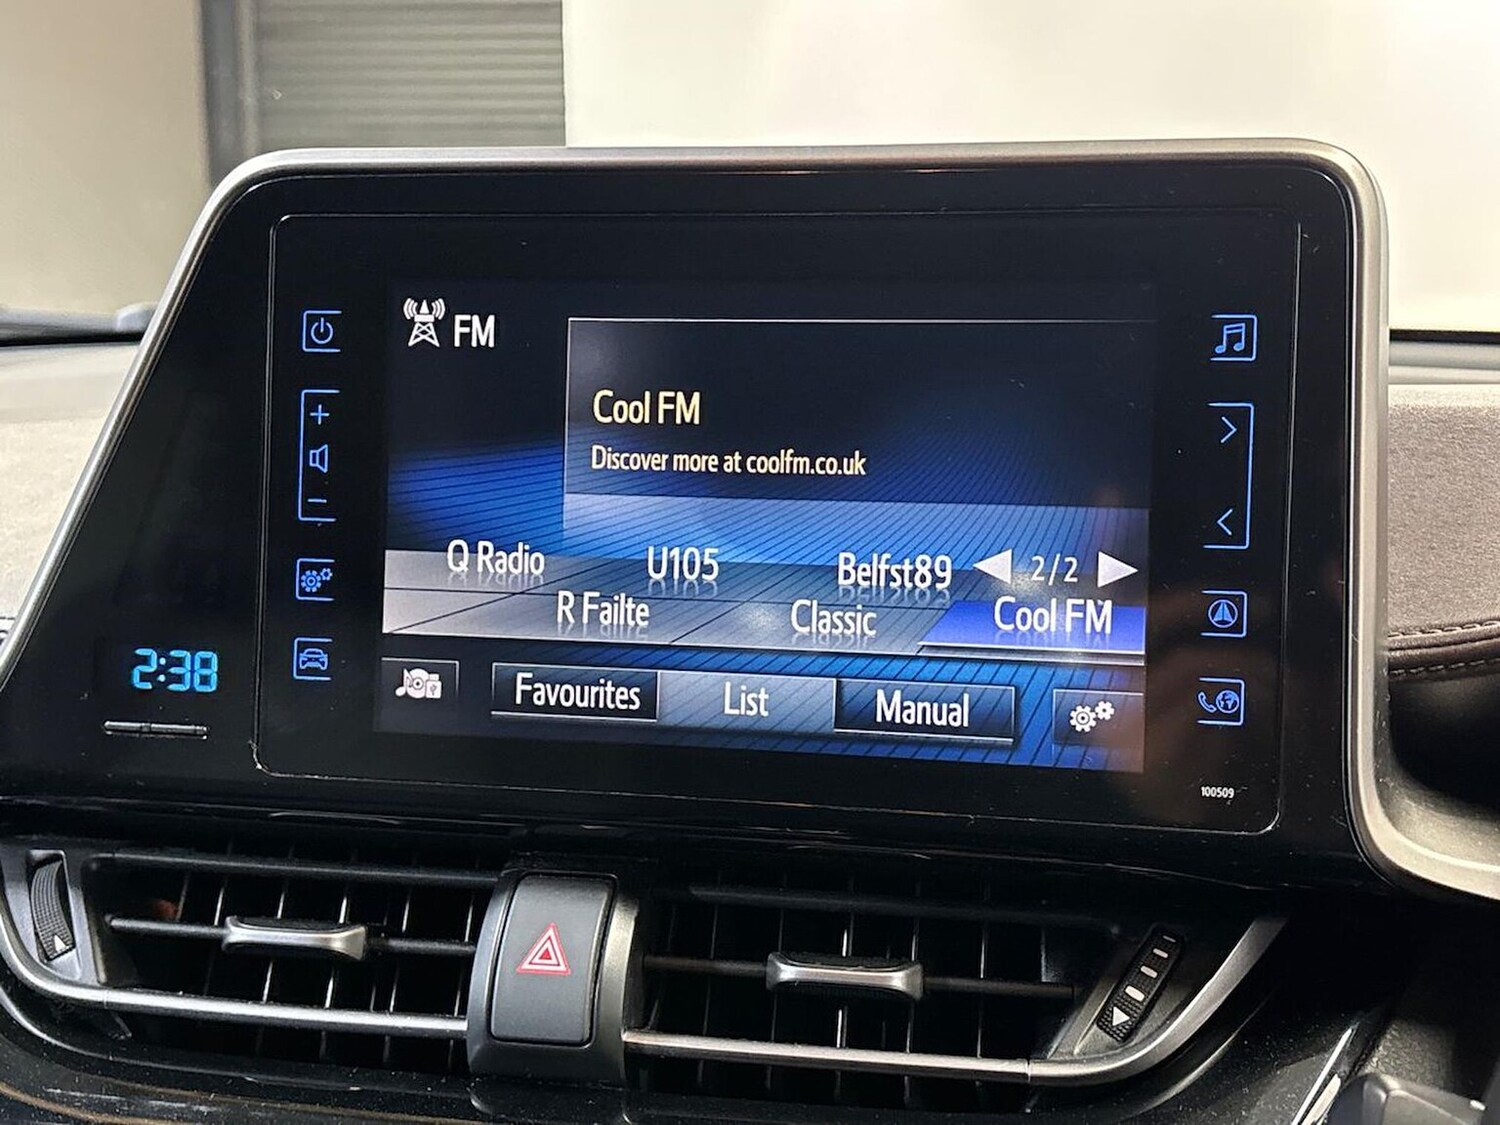 FM
Cool FM
Discover more at coolfm.co.uk
Q Radio U105 Belfst89 2/2
R Failte Classic Cool FM
Favourites List Manual
2:38
100509